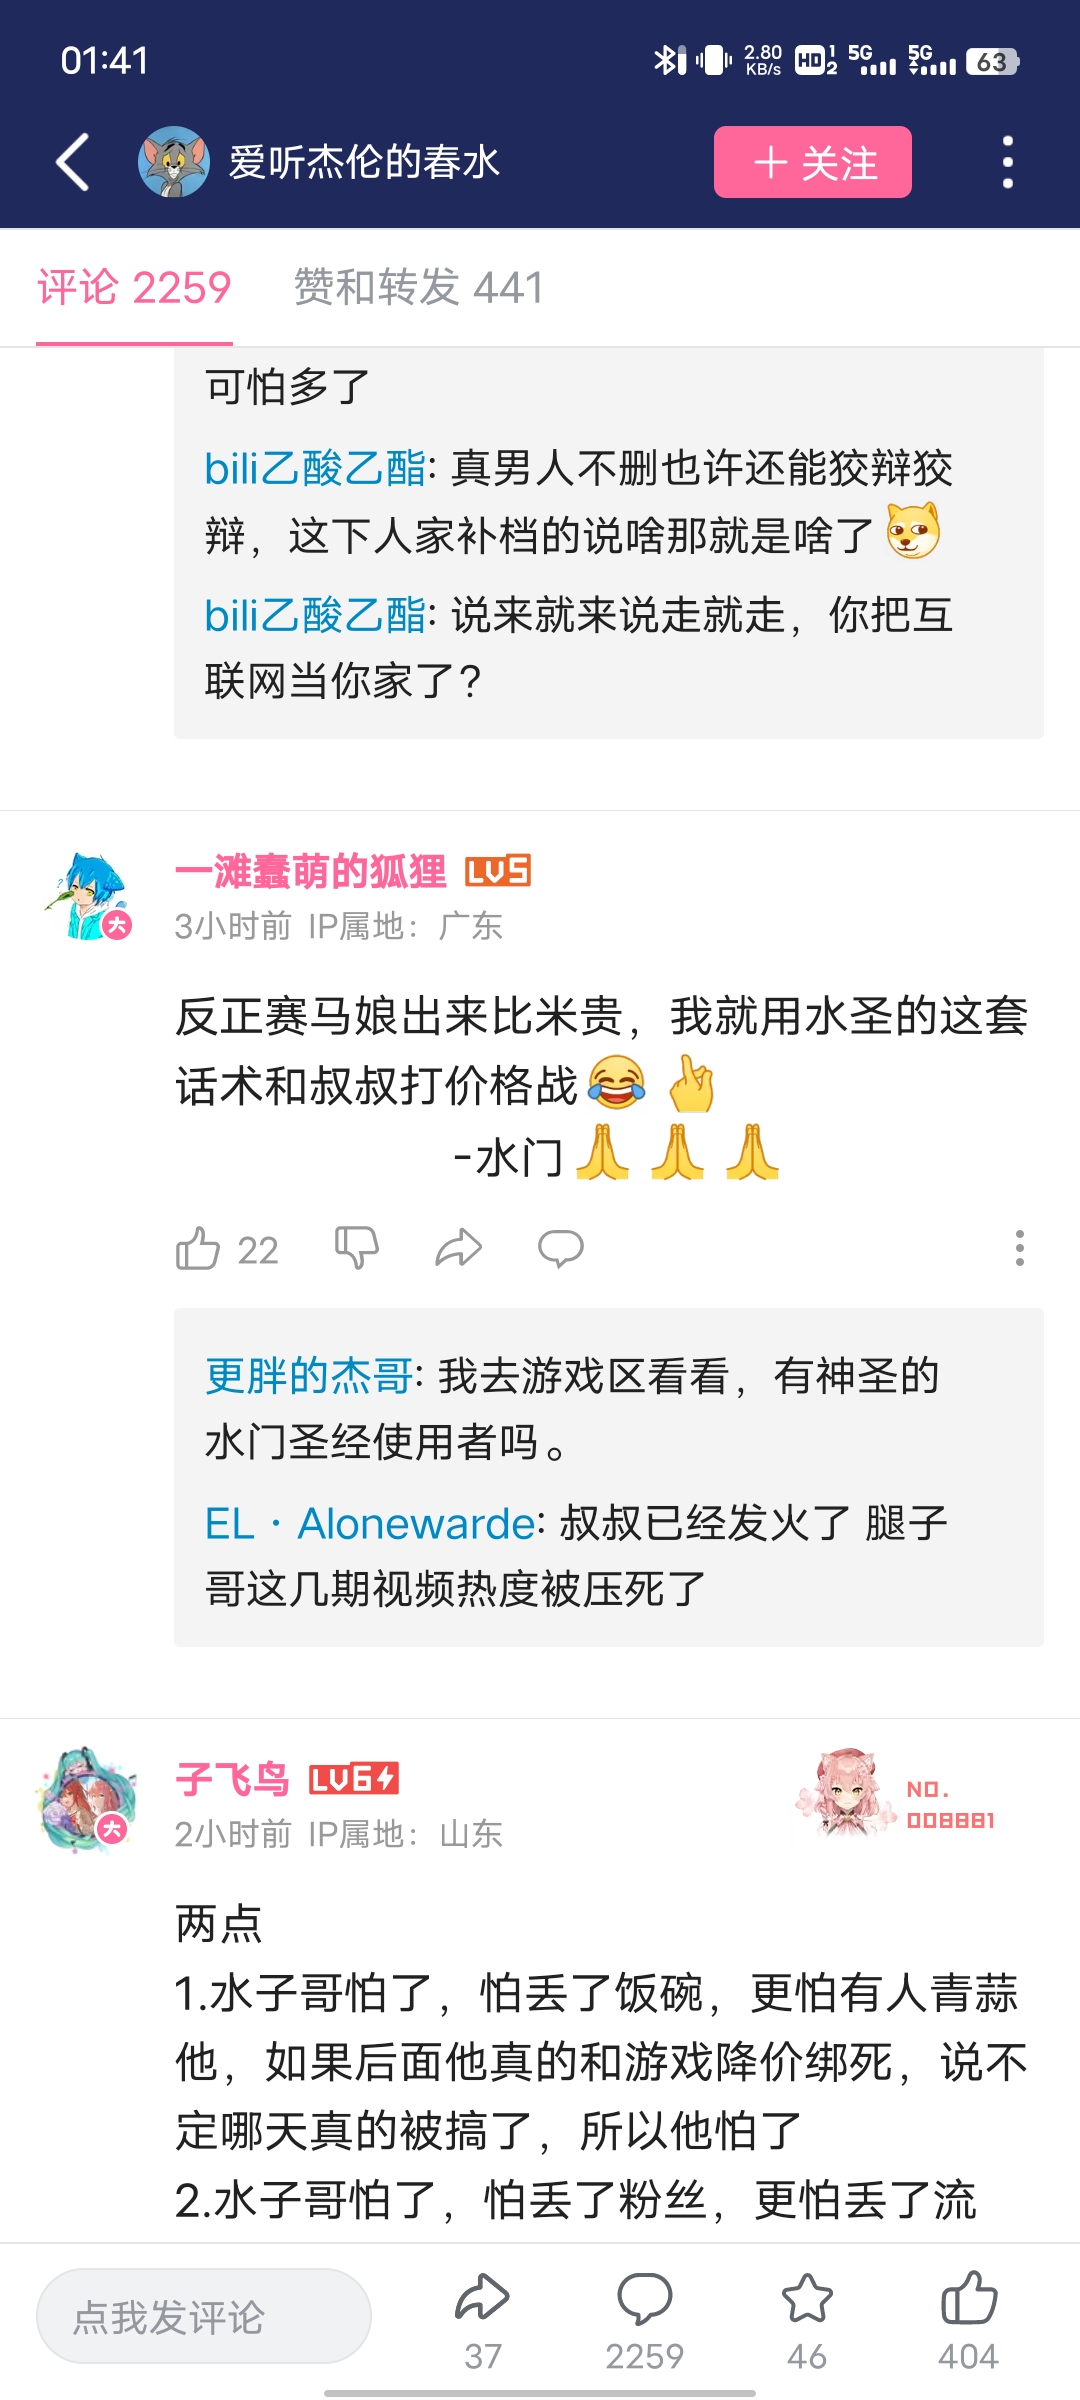 01:41
2.80
KB/s
HD 1
2
5G
5G
63
爱听杰伦的春水
+ 关注
评论 2259
赞和转发 441
可怕多了
bili乙酸乙酯: 真男人不删也许还能狡辩狡
辩，这下人家补档的说啥那就是啥了
bili乙酸乙酯: 说来就来说走就走，你把互
联网当你家了？
一滩蠢萌的狐狸 LV5
大
3小时前 IP属地：广东
反正赛马娘出来比米贵，我就用水圣的这套
话术和叔叔打价格战😂🤞
-水门🙏🙏🙏
22
更胖的杰哥: 我去游戏区看看，有神圣的
水门圣经使用者吗。
EL · Alonewarde: 叔叔已经发火了 腿子
哥这几期视频热度被压死了
子飞鸟 LV6
NO.
008881
大
2小时前 IP属地：山东
两点
1.水子哥怕了，怕丢了饭碗，更怕有人青蒜
他，如果后面他真的和游戏降价绑死，说不
定哪天真的被搞了，所以他怕了
2.水子哥怕了，怕丢了粉丝，更怕丢了流
点我发评论
37
2259
46
404